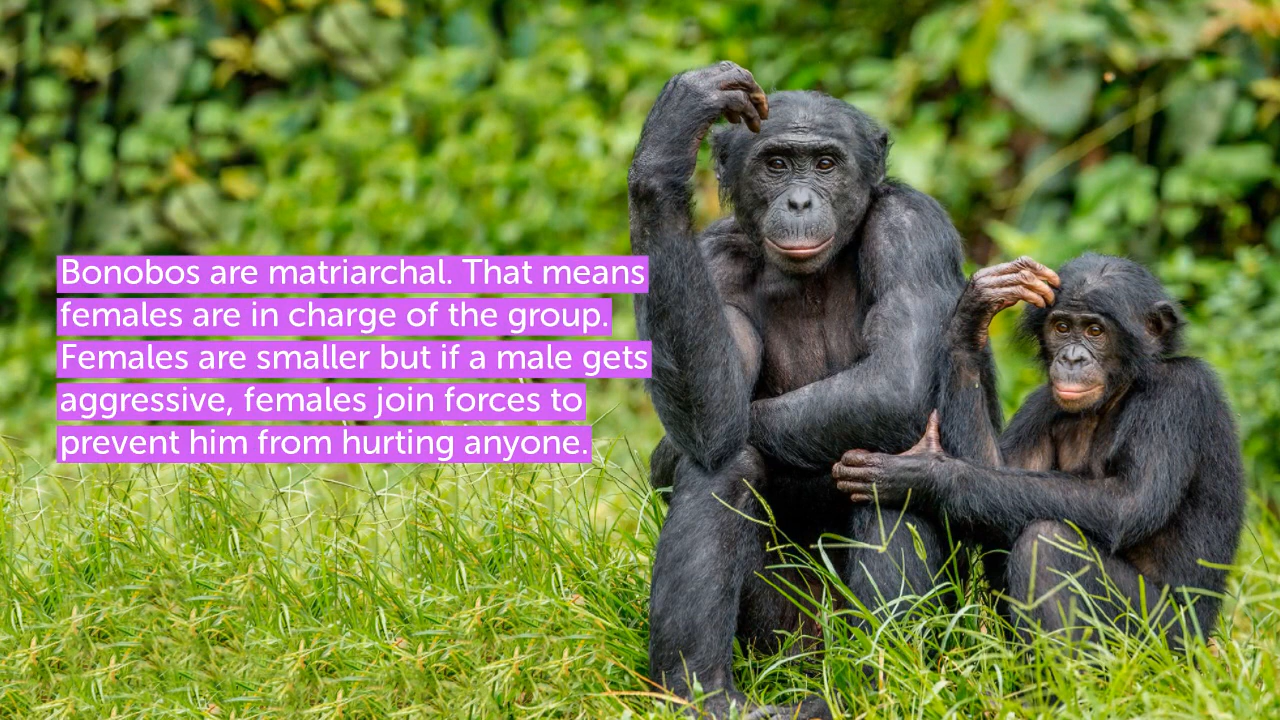 Bonobos are matriarchal. That means
females are in charge of the group.
Females are smaller but if a male gets
aggressive, females join forces to
prevent him from hurting anyone.